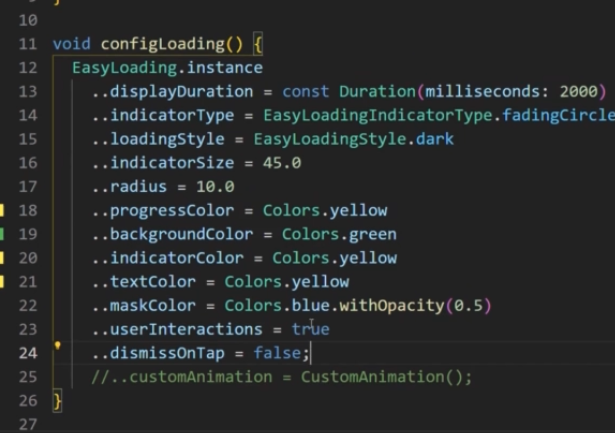 10
11 void configLoading() {
12 EasyLoading.instance
13 ..displayDuration = const Duration(milliseconds: 2000)
14 ..indicatorType = EasyLoadingIndicatorType.fadingCircle
15 ..loadingStyle = EasyLoadingStyle.dark
16 ..indicatorSize = 45.0
17 ..radius = 10.0
18 ..progressColor = Colors.yellow
19 ..backgroundColor = Colors.green
20 ..indicatorColor = Colors.yellow
21 ..textColor = Colors.yellow
22 ..maskColor = Colors.blue.withOpacity(0.5)
23 ..userInteractions = true
24 ..dismissOnTap = false;
25 //..customAnimation = CustomAnimation();
26 }
27